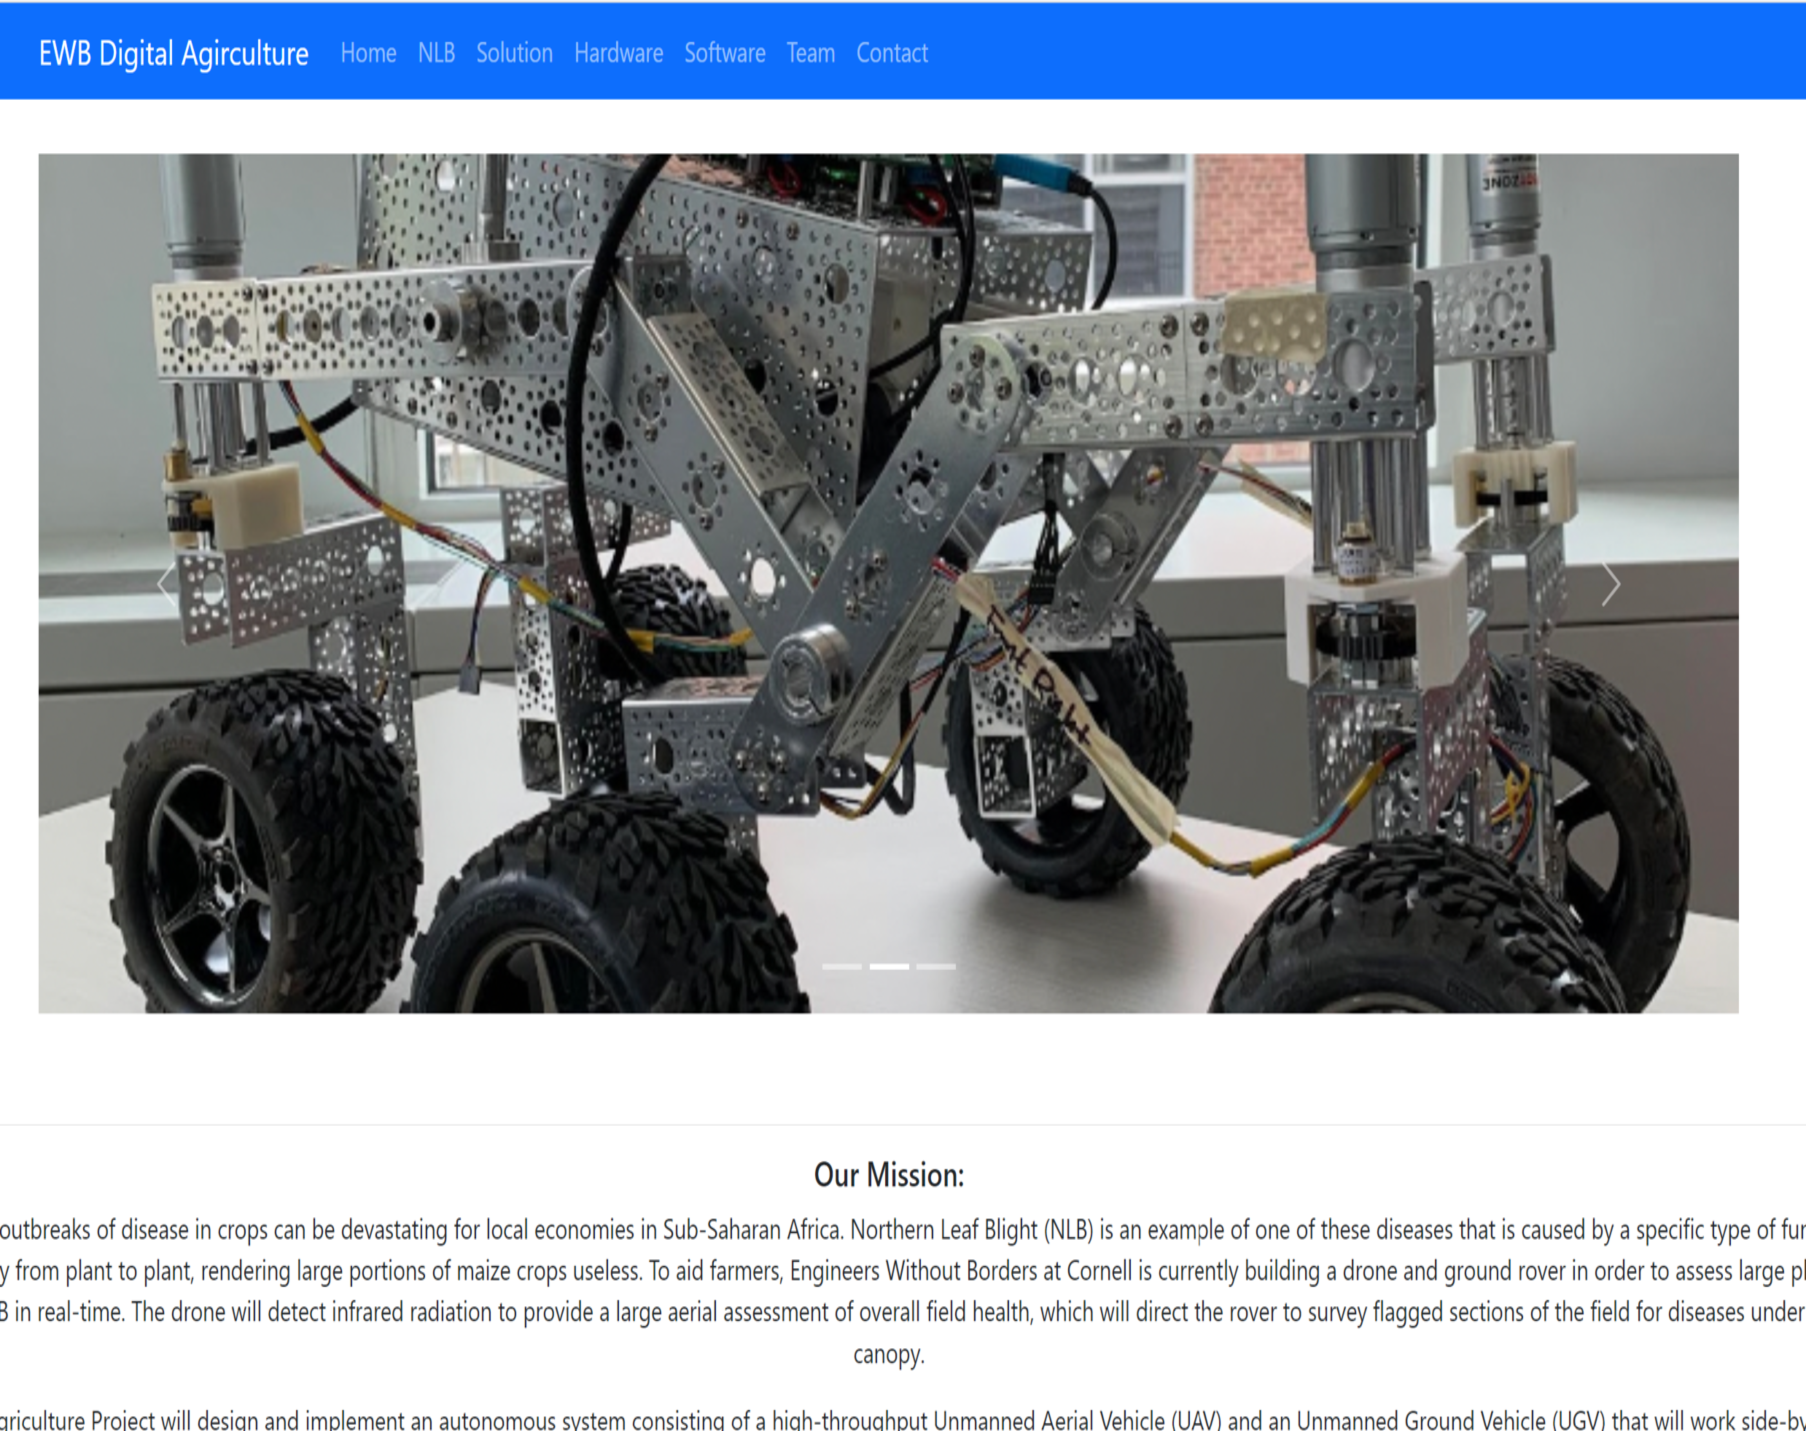 EWB Digital Agirculture Home NLB Solution Hardware Software Team Contact
Front Right
Our Mission:
outbreaks of disease in crops can be devastating for local economies in Sub-Saharan Africa. Northern Leaf Blight (NLB) is an example of one of these diseases that is caused by a specific type of fun
y from plant to plant, rendering large portions of maize crops useless. To aid farmers, Engineers Without Borders at Cornell is currently building a drone and ground rover in order to assess large pl
B in real-time. The drone will detect infrared radiation to provide a large aerial assessment of overall field health, which will direct the rover to survey flagged sections of the field for diseases under
canopy.
griculture Project will design and implement an autonomous system consisting of a high-throughput Unmanned Aerial Vehicle (UAV) and an Unmanned Ground Vehicle (UGV) that will work side-by